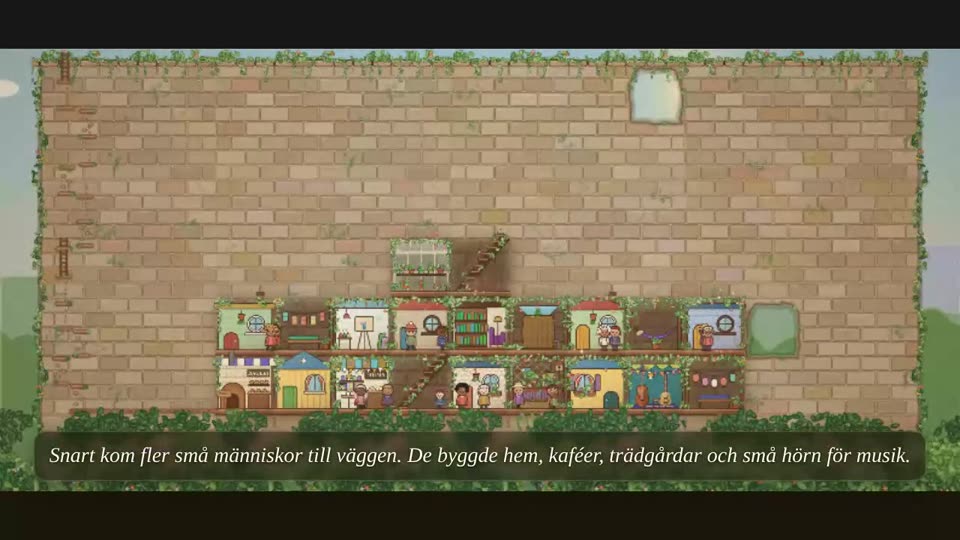 Snart kom fler små människor till väggen. De byggde hem, kaféer, trädgårdar och små hörn för musik.